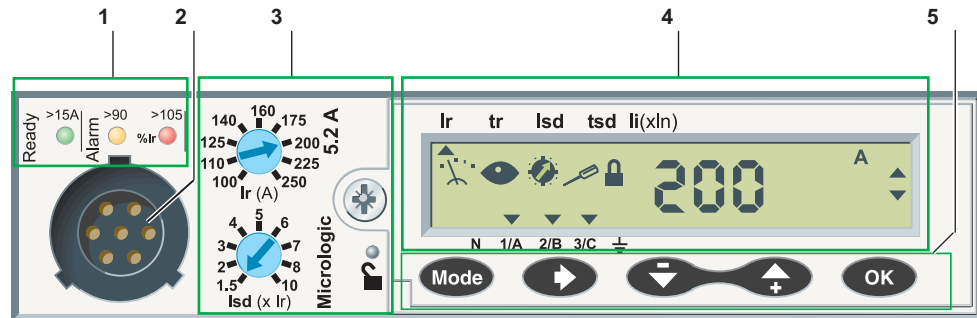 1 2 3 4 5
Ready >15A Alarm >90 >105
%Ir
160
140 175
125 200
110 225
100 250
Ir (A)
5.2 A
5
4 6
3 7
2 8
1.5 10
Isd (x Ir)
Micrologic
Ir tr Isd tsd Ii(xIn)
200 A
N 1/A 2/B 3/C
Mode − + OK